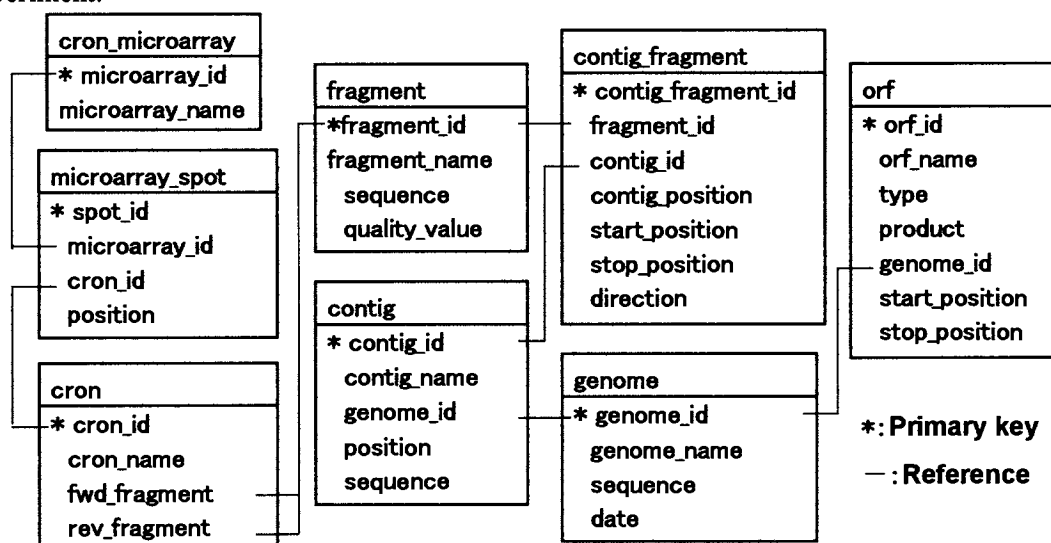 cron_microarray
* microarray_id
microarray_name
microarray_spot
* spot_id
microarray_id
cron_id
position
cron
* cron_id
cron_name
fwd_fragment
rev_fragment
fragment
*fragment_id
fragment_name
sequence
quality_value
contig
* contig_id
contig_name
genome_id
position
sequence
contig_fragment
* contig_fragment_id
fragment_id
contig_id
contig_position
start_position
stop_position
direction
genome
* genome_id
genome_name
sequence
date
orf
* orf_id
orf_name
type
product
genome_id
start_position
stop_position
*: Primary key
—: Reference